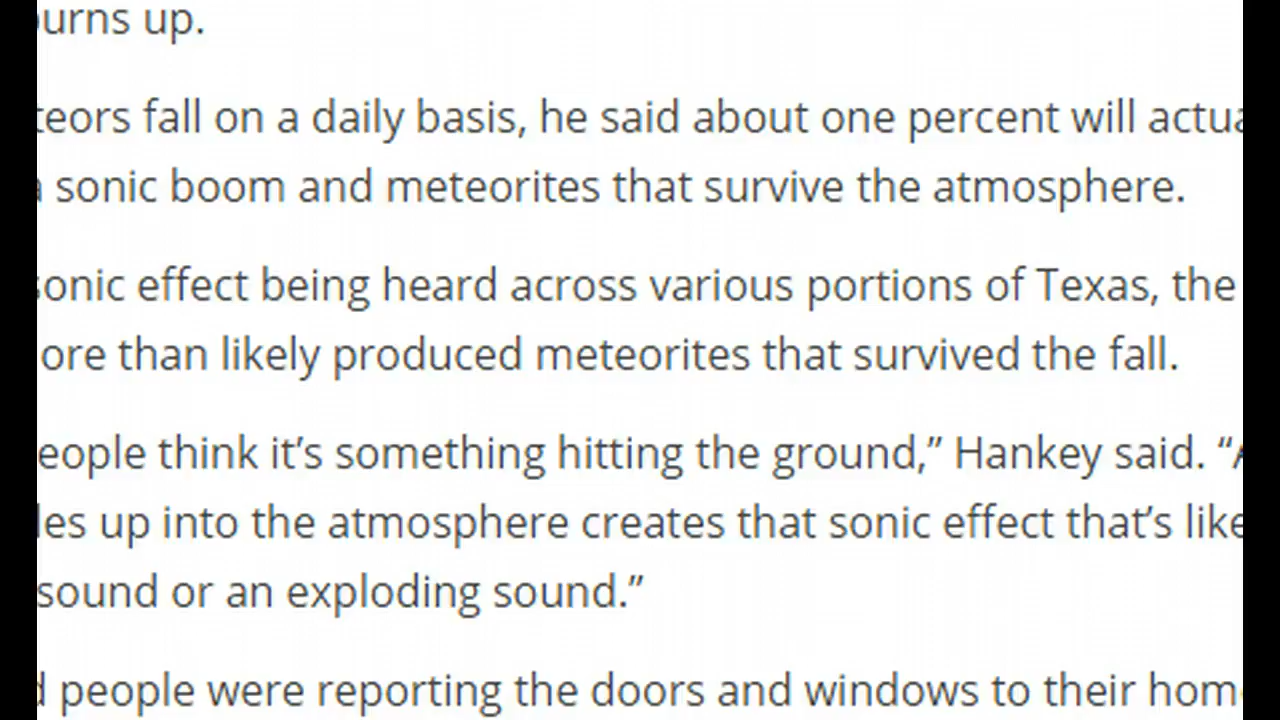 urns up.
teors fall on a daily basis, he said about one percent will actua
a sonic boom and meteorites that survive the atmosphere.
sonic effect being heard across various portions of Texas, the
ore than likely produced meteorites that survived the fall.
eople think it’s something hitting the ground,” Hankey said. “A
les up into the atmosphere creates that sonic effect that’s like
sound or an exploding sound.”
d people were reporting the doors and windows to their hom